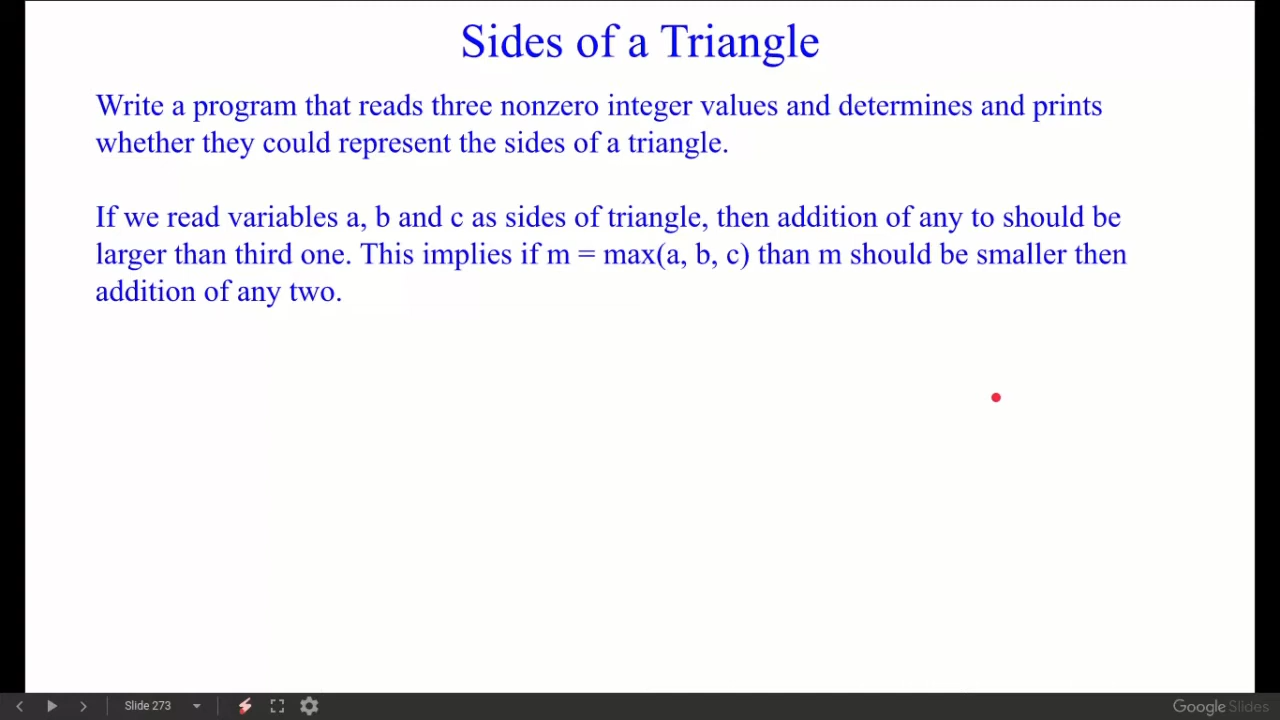 Sides of a Triangle
Write a program that reads three nonzero integer values and determines and prints
whether they could represent the sides of a triangle.
If we read variables a, b and c as sides of triangle, then addition of any to should be
larger than third one. This implies if m = max(a, b, c) than m should be smaller then
addition of any two.
Slide 273
Google Slides